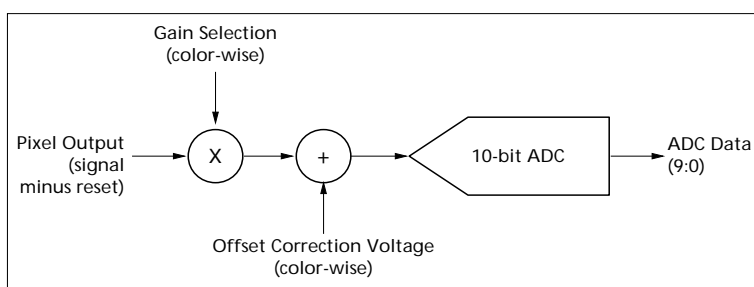 Gain Selection
(color-wise)
Pixel Output
(signal
minus reset)
X
+
10-bit ADC
ADC Data
(9:0)
Offset Correction Voltage
(color-wise)